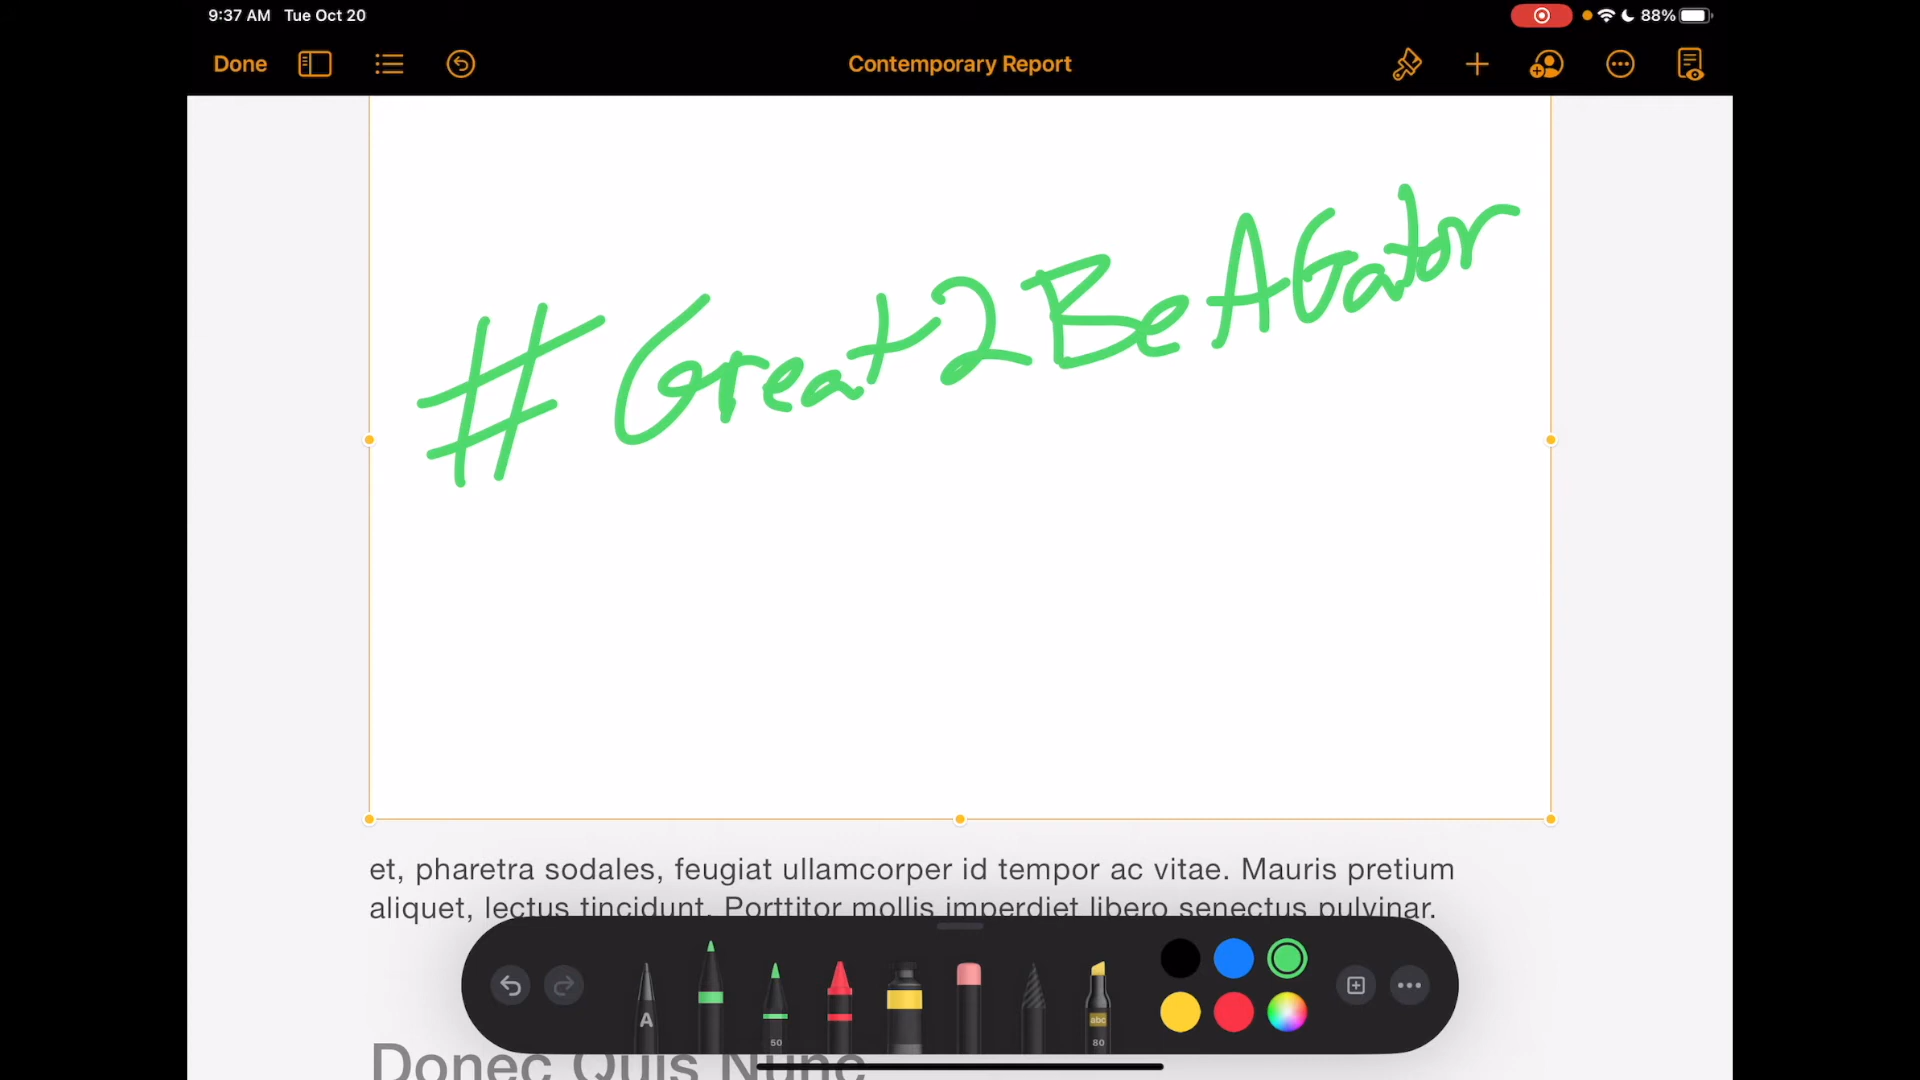 9:37 AM Tue Oct 20 88%
Done Contemporary Report
#Great2BeAGator
et, pharetra sodales, feugiat ullamcorper id tempor ac vitae. Mauris pretium
aliquet, lectus tincidunt. Porttitor mollis imperdiet libero senectus pulvinar.
A 50 abc 80
Donec Quis Nunc